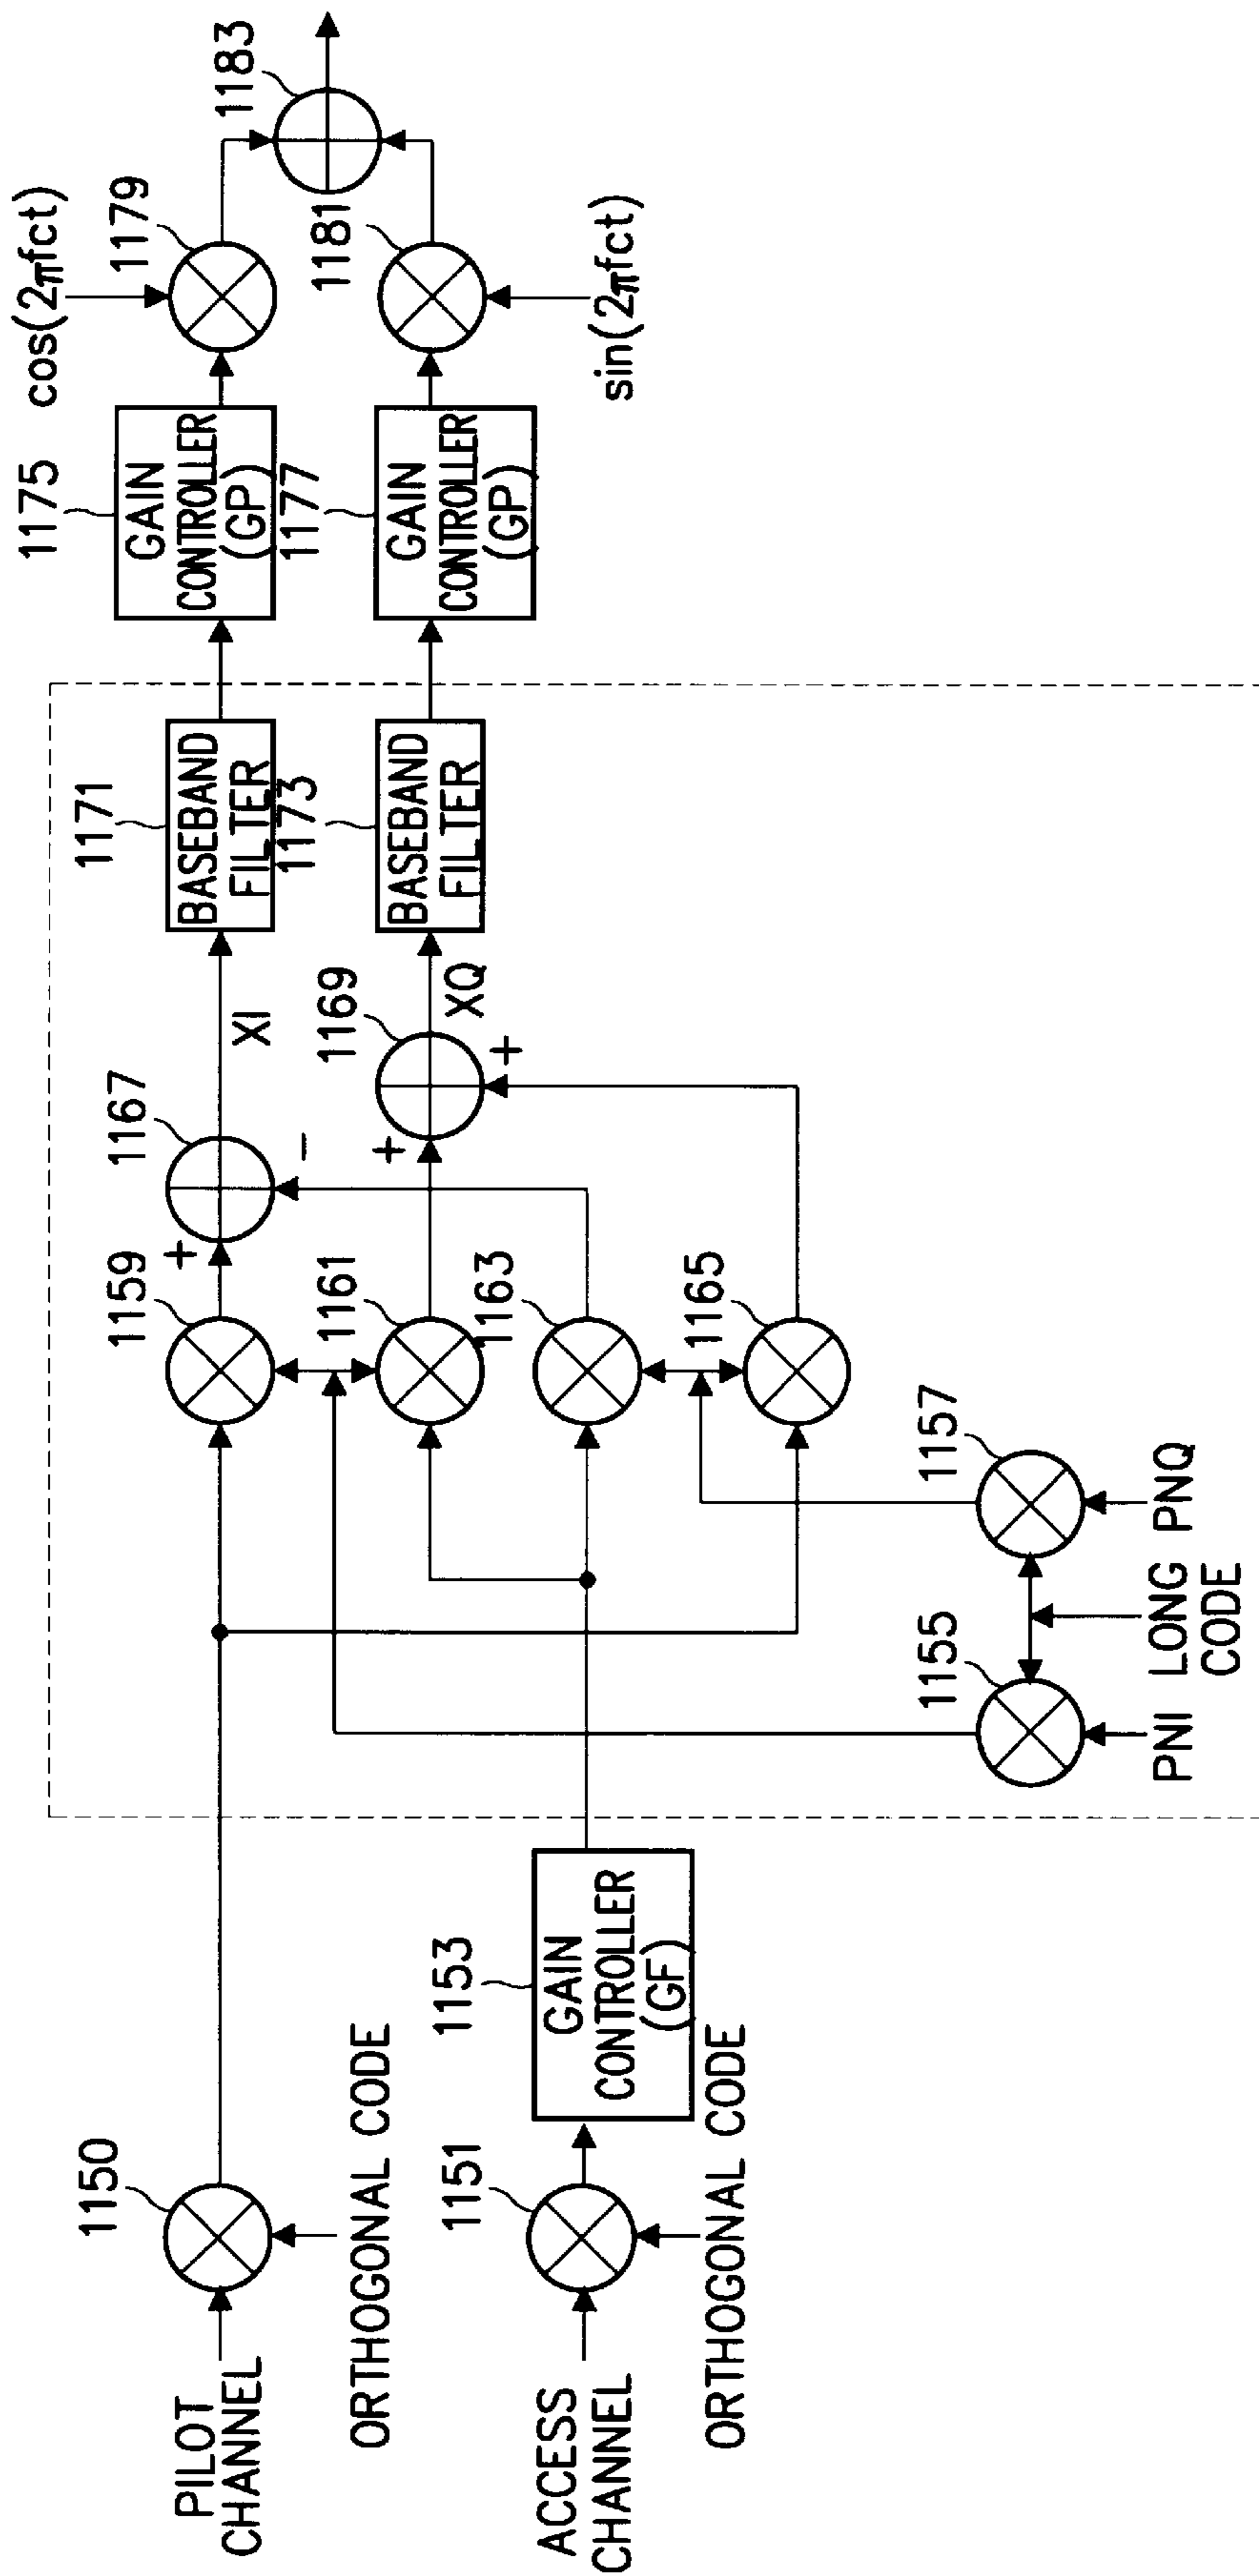 PILOT
CHANNEL
1150
ORTHOGONAL CODE
ACCESS
CHANNEL
1151
ORTHOGONAL CODE
1153
GAIN
CONTROLLER
(GF)
PNI
LONG
CODE
PNQ
1155
1157
1159
1161
1163
1165
+
1167
-
XI
+
1169
+
XQ
1171
BASEBAND
FILTER
1173
BASEBAND
FILTER
1175
GAIN
CONTROLLER
(GP)
1177
GAIN
CONTROLLER
(GP)
cos(2πfct)
1179
1181
sin(2πfct)
1183